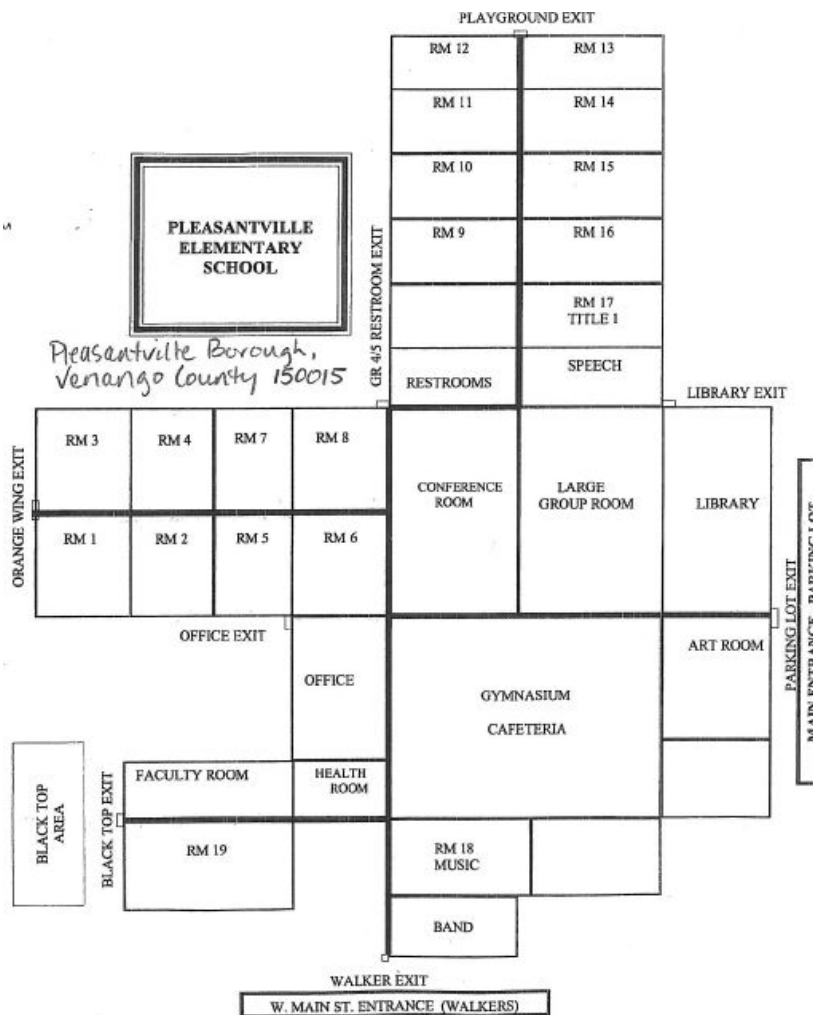 PLAYGROUND EXIT
RM 12
RM 13
RM 11
RM 14
RM 10
RM 15
RM 9
RM 16
RM 17
TITLE 1
RESTROOMS
SPEECH
GR 4/5 RESTROOM EXIT
PLEASANTVILLE
ELEMENTARY
SCHOOL
Pleasantville Borough,
Venango County 150015
LIBRARY EXIT
ORANGE WING EXIT
RM 3
RM 4
RM 7
RM 8
RM 1
RM 2
RM 5
RM 6
CONFERENCE
ROOM
LARGE
GROUP ROOM
LIBRARY
OFFICE EXIT
OFFICE
GYMNASIUM
CAFETERIA
ART ROOM
PARKING LOT EXIT
MAIN ENTRANCE PARKING LOT
BLACK TOP
AREA
BLACK TOP EXIT
FACULTY ROOM
HEALTH
ROOM
RM 19
RM 18
MUSIC
BAND
WALKER EXIT
W. MAIN ST. ENTRANCE (WALKERS)